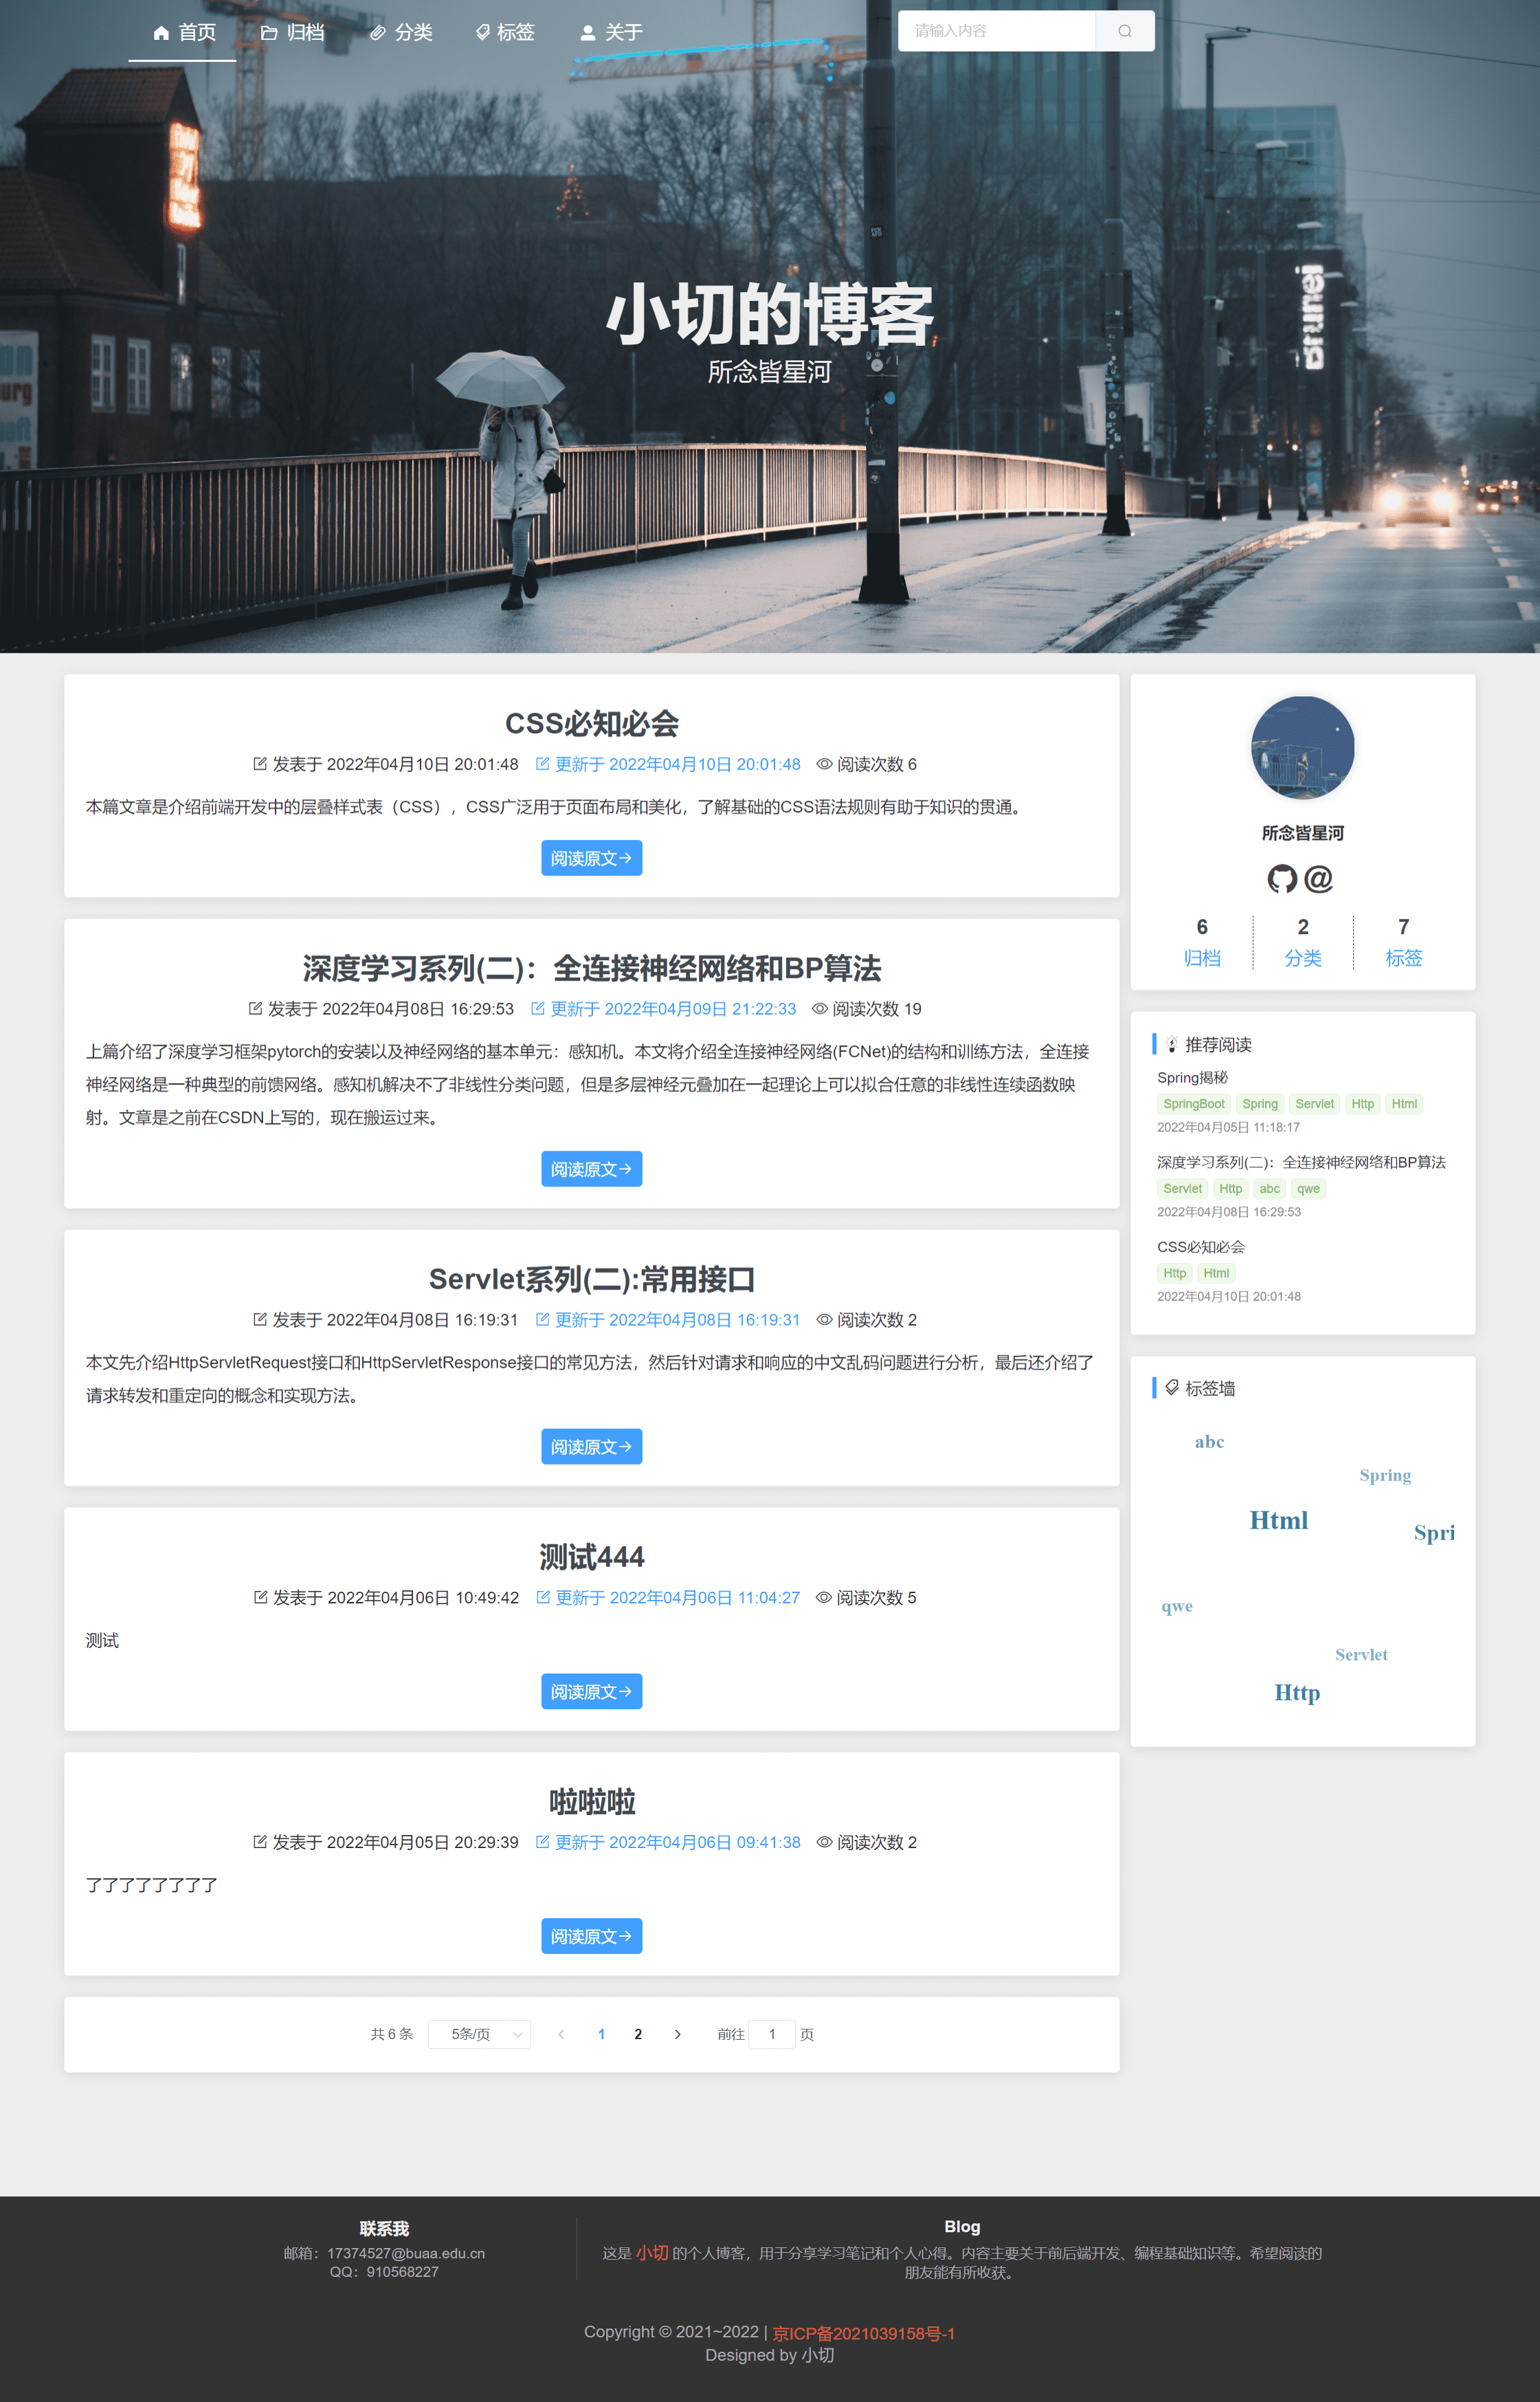 首页 归档 分类 标签 关于 请输入内容
小切的博客
所念皆星河
brunei
CSS必知必会
发表于 2022年04月10日 20:01:48 更新于 2022年04月10日 20:01:48 阅读次数 6
本篇文章是介绍前端开发中的层叠样式表（CSS），CSS广泛用于页面布局和美化，了解基础的CSS语法规则有助于知识的贯通。
阅读原文
深度学习系列(二)：全连接神经网络和BP算法
发表于 2022年04月08日 16:29:53 更新于 2022年04月09日 21:22:33 阅读次数 19
上篇介绍了深度学习框架pytorch的安装以及神经网络的基本单元：感知机。本文将介绍全连接神经网络(FCNet)的结构和训练方法，全连接
神经网络是一种典型的前馈网络。感知机解决不了非线性分类问题，但是多层神经元叠加在一起理论上可以拟合任意的非线性连续函数映
射。文章是之前在CSDN上写的，现在搬运过来。
阅读原文
Servlet系列(二):常用接口
发表于 2022年04月08日 16:19:31 更新于 2022年04月08日 16:19:31 阅读次数 2
本文先介绍HttpServletRequest接口和HttpServletResponse接口的常见方法，然后针对请求和响应的中文乱码问题进行分析，最后还介绍了
请求转发和重定向的概念和实现方法。
阅读原文
测试444
发表于 2022年04月06日 10:49:42 更新于 2022年04月06日 11:04:27 阅读次数 5
测试
阅读原文
啦啦啦
发表于 2022年04月05日 20:29:39 更新于 2022年04月06日 09:41:38 阅读次数 2
了了了了了了了了
阅读原文
共 6 条 5条/页 1 2 前往 1 页
所念皆星河
@
6 2 7
归档 分类 标签
推荐阅读
Spring揭秘
SpringBoot Spring Servlet Http Html
2022年04月05日 11:18:17
深度学习系列(二)：全连接神经网络和BP算法
Servlet Http abc qwe
2022年04月08日 16:29:53
CSS必知必会
Http Html
2022年04月10日 20:01:48
标签墙
abc
Spring
Html
Spri
qwe
Servlet
Http
联系我
邮箱：17374527@buaa.edu.cn
QQ：910568227
Blog
这是 小切 的个人博客，用于分享学习笔记和个人心得。内容主要关于前后端开发、编程基础知识等。希望阅读的
朋友能有所收获。
Copyright © 2021~2022 | 京ICP备2021039158号-1
Designed by 小切